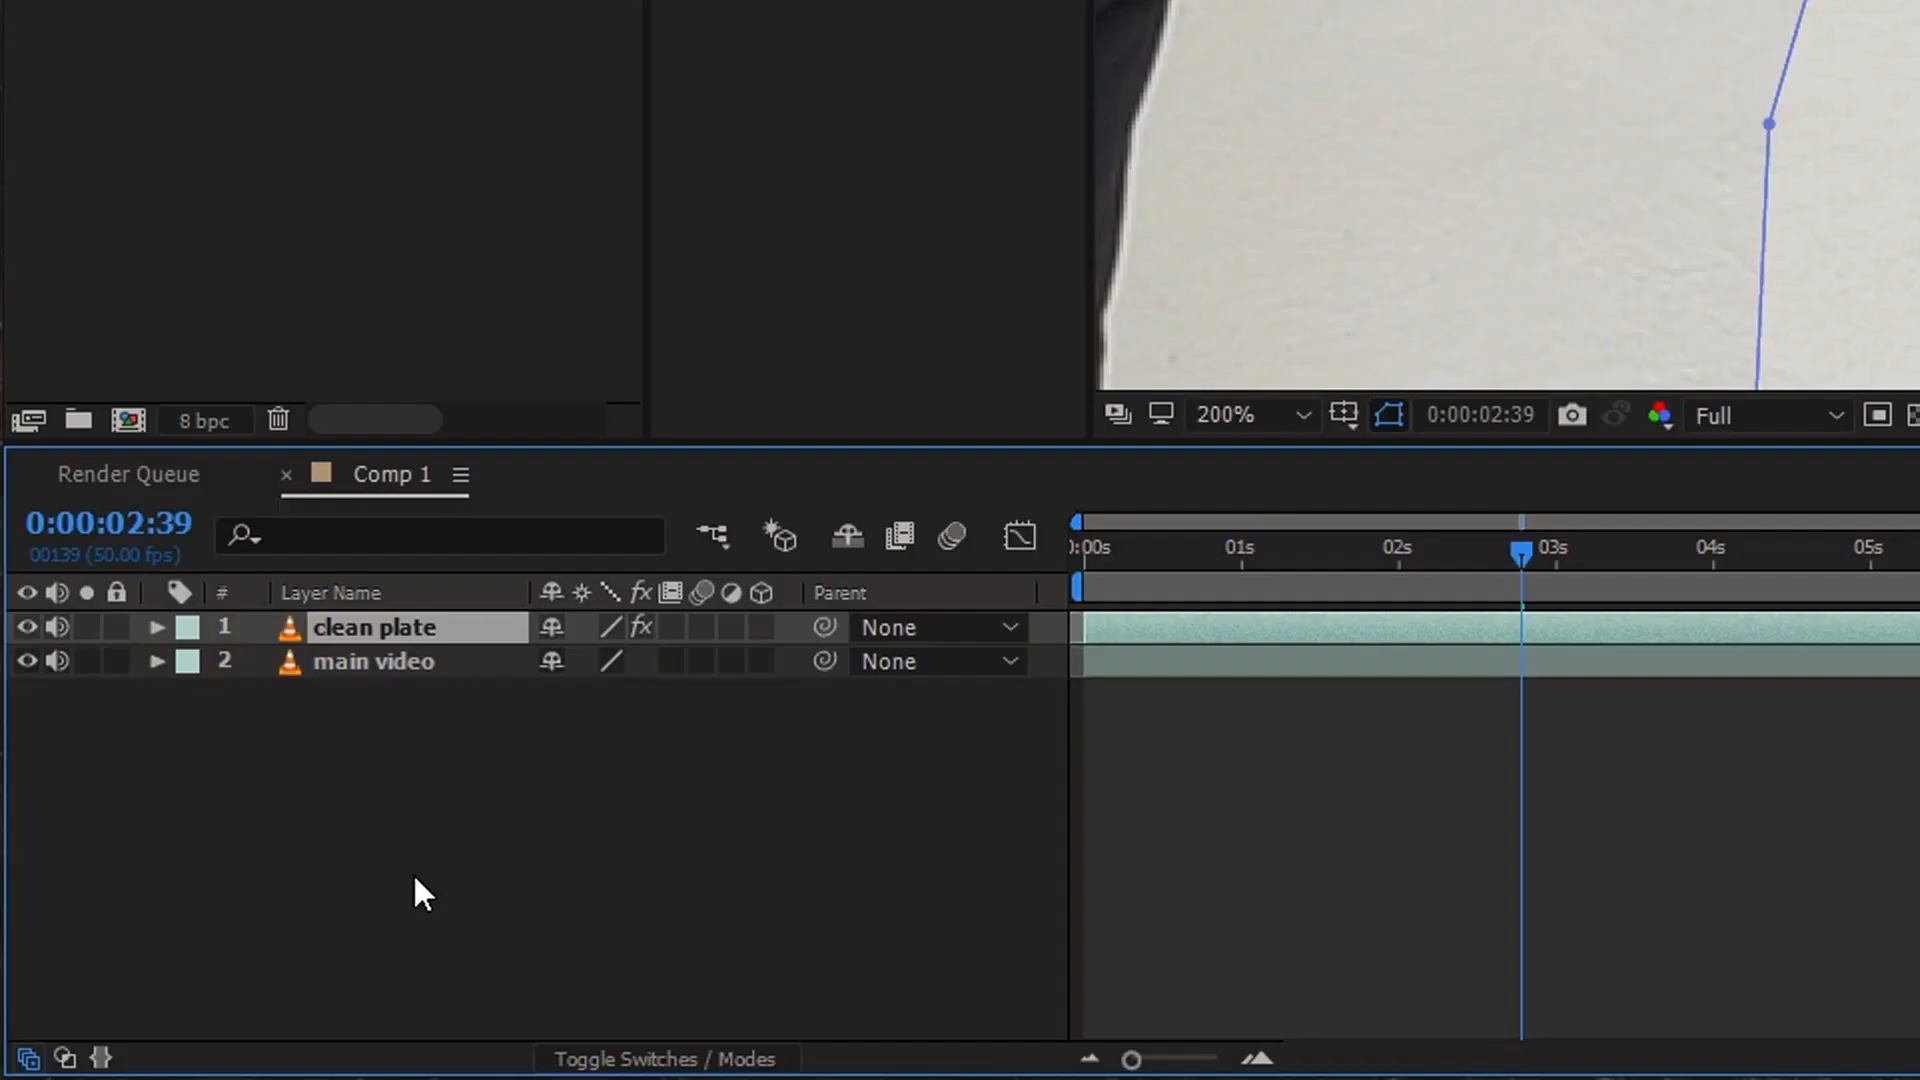 8 bpc
200%
0:00:02:39
Full
Render Queue
Comp 1
0:00:02:39
00139 (50.00 fps)
0:00s
01s
02s
03s
04s
05s
#
Layer Name
fx
Parent
1
clean plate
fx
None
2
main video
None
Toggle Switches / Modes